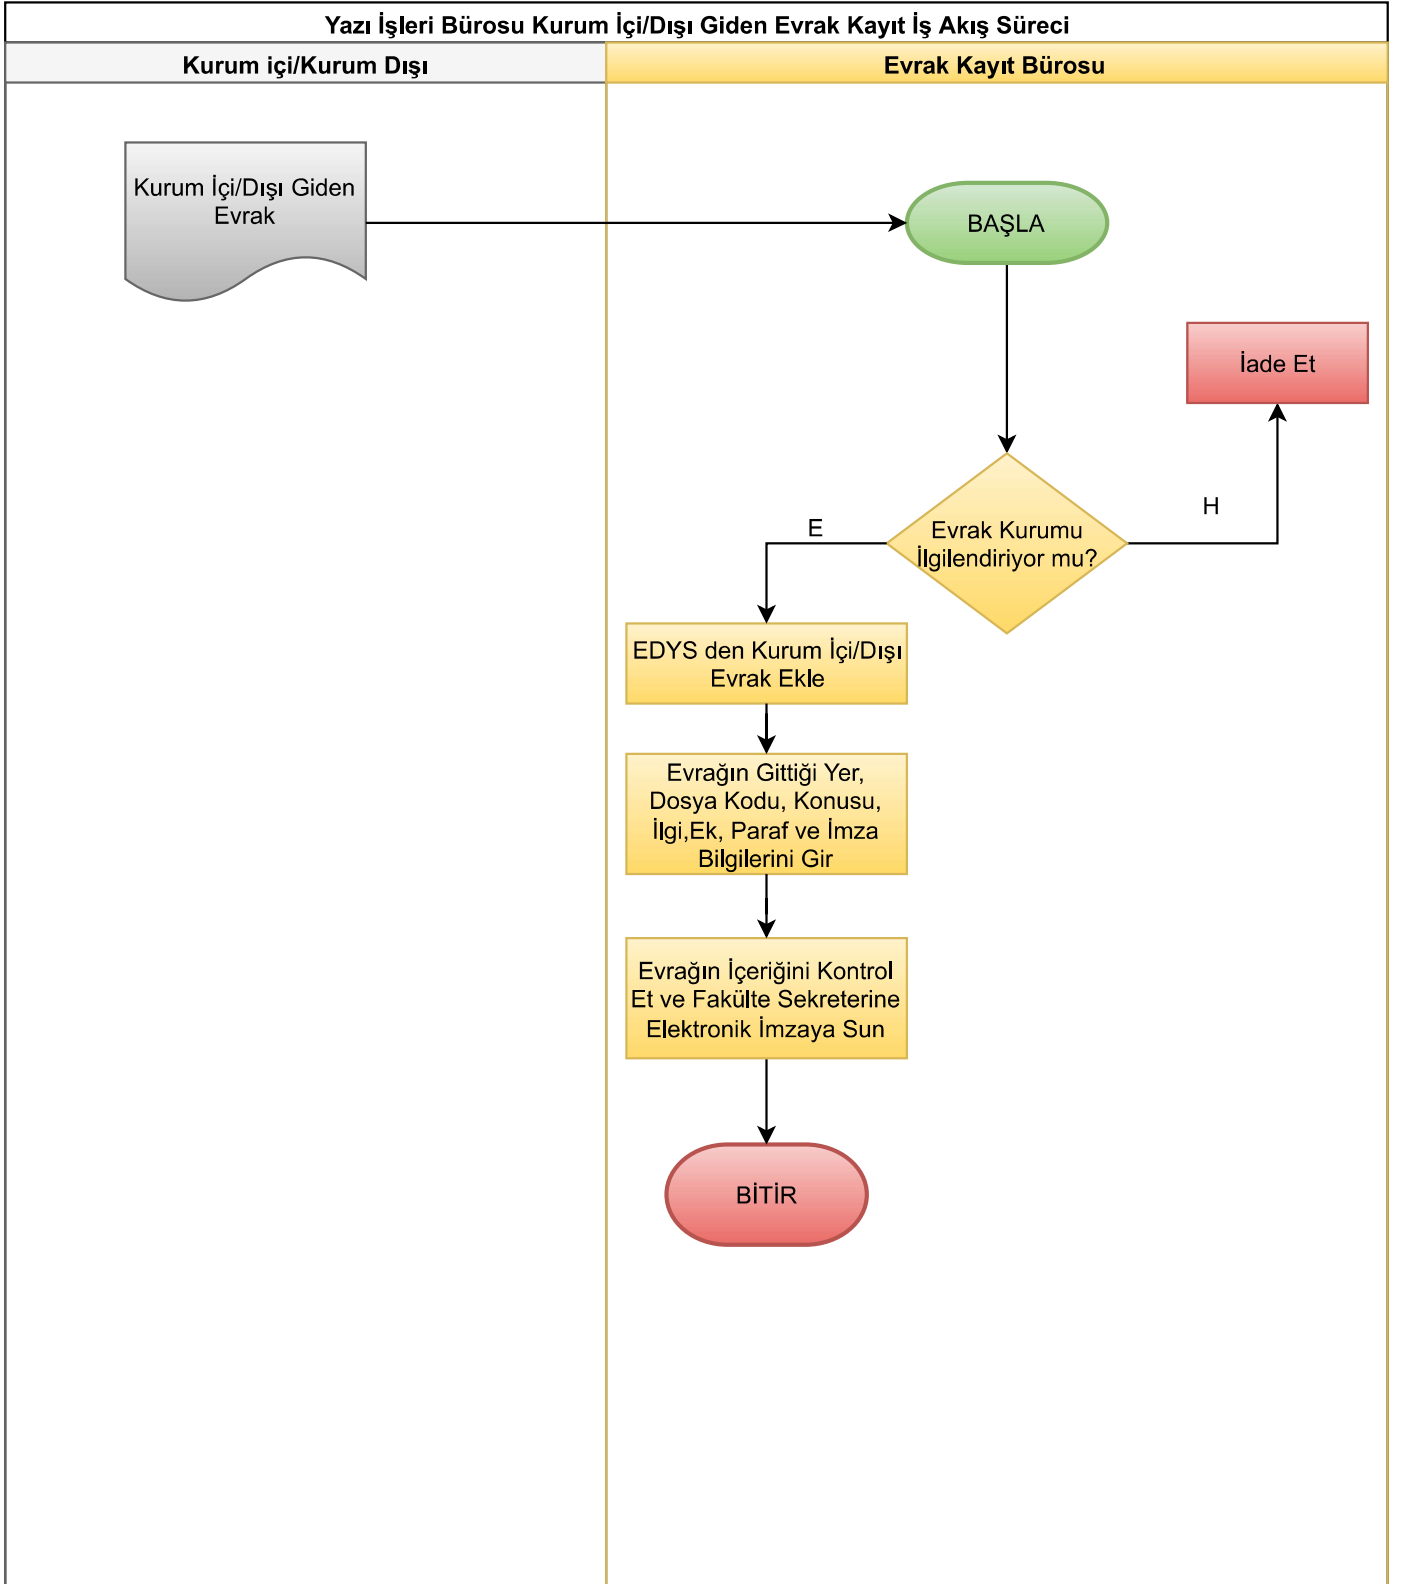 Yazı İşleri Bürosu Kurum İçi/Dışı Giden Evrak Kayıt İş Akış Süreci
Kurum içi/Kurum Dışı
Evrak Kayıt Bürosu
Kurum İçi/Dışı Giden
Evrak
BAŞLA
İade Et
H
E
Evrak Kurumu
İlgilendiriyor mu?
EDYS den Kurum İçi/Dışı
Evrak Ekle
Evrağın Gittiği Yer,
Dosya Kodu, Konusu,
İlgi,Ek, Paraf ve İmza
Bilgilerini Gir
Evrağın İçeriğini Kontrol
Et ve Fakülte Sekreterine
Elektronik İmzaya Sun
BİTİR